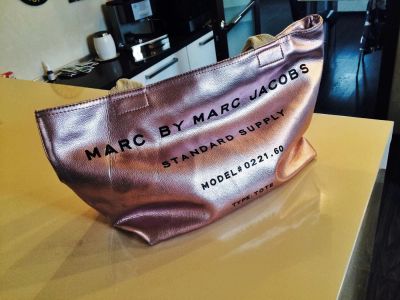 MARC BY MARC JACOBS
STANDARD SUPPLY
MODEL# 0221.60
TYPE TOTE